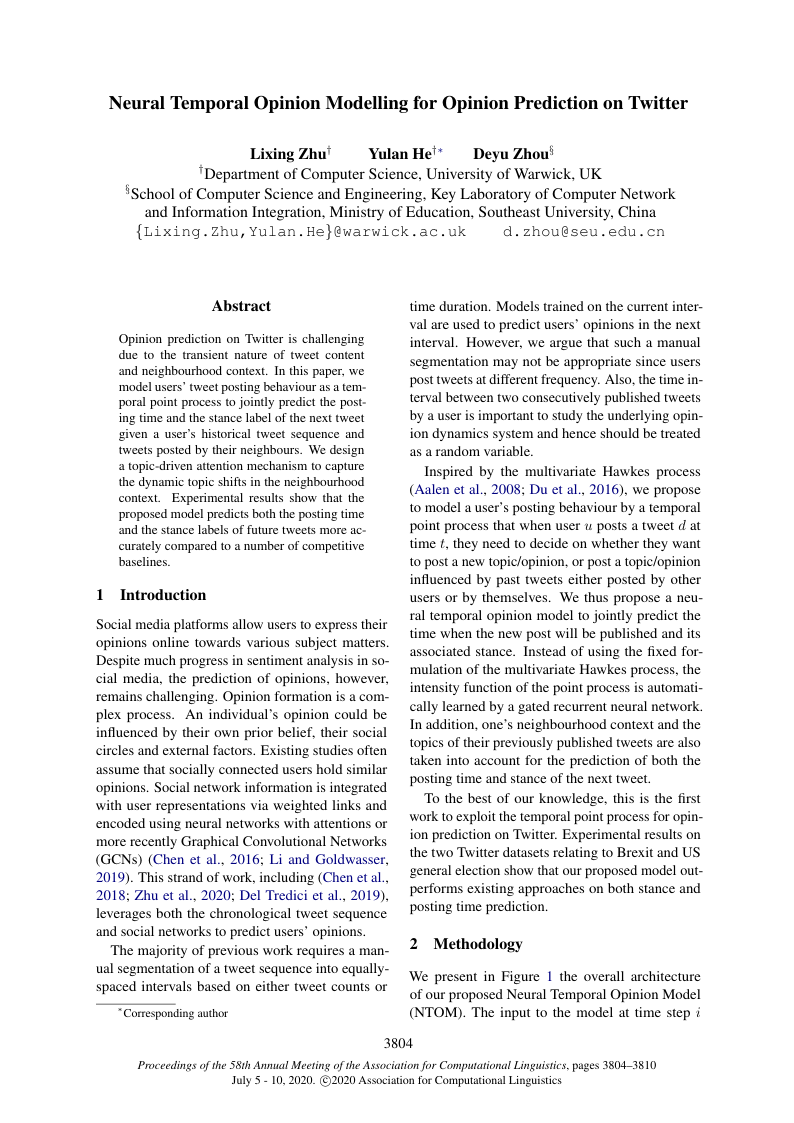 Neural Temporal Opinion Modelling for Opinion Prediction on Twitter
Lixing Zhu† Yulan He†∗ Deyu Zhou§
†Department of Computer Science, University of Warwick, UK
§School of Computer Science and Engineering, Key Laboratory of Computer Network
and Information Integration, Ministry of Education, Southeast University, China
{Lixing.Zhu,Yulan.He}@warwick.ac.uk d.zhou@seu.edu.cn
Abstract
Opinion prediction on Twitter is challenging
due to the transient nature of tweet content
and neighbourhood context. In this paper, we
model users' tweet posting behaviour as a tem-
poral point process to jointly predict the post-
ing time and the stance label of the next tweet
given a user's historical tweet sequence and
tweets posted by their neighbours. We design
a topic-driven attention mechanism to capture
the dynamic topic shifts in the neighbourhood
context. Experimental results show that the
proposed model predicts both the posting time
and the stance labels of future tweets more ac-
curately compared to a number of competitive
baselines.
1 Introduction
Social media platforms allow users to express their
opinions online towards various subject matters.
Despite much progress in sentiment analysis in so-
cial media, the prediction of opinions, however,
remains challenging. Opinion formation is a com-
plex process. An individual's opinion could be
influenced by their own prior belief, their social
circles and external factors. Existing studies often
assume that socially connected users hold similar
opinions. Social network information is integrated
with user representations via weighted links and
encoded using neural networks with attentions or
more recently Graphical Convolutional Networks
(GCNs) (Chen et al., 2016; Li and Goldwasser,
2019). This strand of work, including (Chen et al.,
2018; Zhu et al., 2020; Del Tredici et al., 2019),
leverages both the chronological tweet sequence
and social networks to predict users' opinions.
The majority of previous work requires a man-
ual segmentation of a tweet sequence into equally-
spaced intervals based on either tweet counts or
∗Corresponding author
time duration. Models trained on the current inter-
val are used to predict users' opinions in the next
interval. However, we argue that such a manual
segmentation may not be appropriate since users
post tweets at different frequency. Also, the time in-
terval between two consecutively published tweets
by a user is important to study the underlying opin-
ion dynamics system and hence should be treated
as a random variable.
Inspired by the multivariate Hawkes process
(Aalen et al., 2008; Du et al., 2016), we propose
to model a user's posting behaviour by a temporal
point process that when user u posts a tweet d at
time t, they need to decide on whether they want
to post a new topic/opinion, or post a topic/opinion
influenced by past tweets either posted by other
users or by themselves. We thus propose a neu-
ral temporal opinion model to jointly predict the
time when the new post will be published and its
associated stance. Instead of using the fixed for-
mulation of the multivariate Hawkes process, the
intensity function of the point process is automati-
cally learned by a gated recurrent neural network.
In addition, one's neighbourhood context and the
topics of their previously published tweets are also
taken into account for the prediction of both the
posting time and stance of the next tweet.
To the best of our knowledge, this is the first
work to exploit the temporal point process for opin-
ion prediction on Twitter. Experimental results on
the two Twitter datasets relating to Brexit and US
general election show that our proposed model out-
performs existing approaches on both stance and
posting time prediction.
2 Methodology
We present in Figure 1 the overall architecture
of our proposed Neural Temporal Opinion Model
(NTOM). The input to the model at time step i
3804
Proceedings of the 58th Annual Meeting of the Association for Computational Linguistics, pages 3804–3810
July 5 - 10, 2020. ©2020 Association for Computational Linguistics